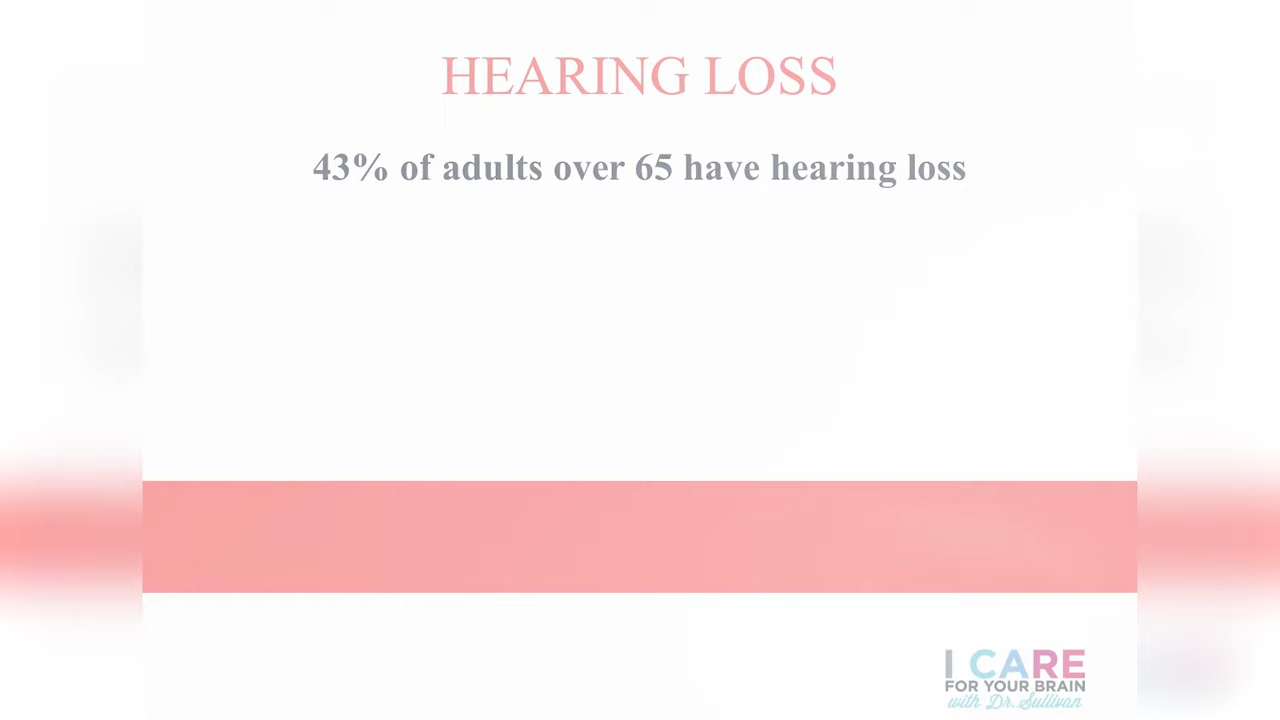 HEARING LOSS
43% of adults over 65 have hearing loss
I CARE
FOR YOUR BRAIN
with Dr. Sullivan